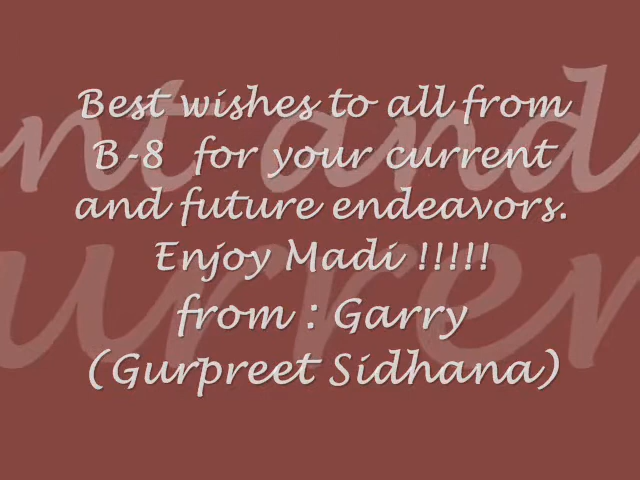 Best wishes to all from
B-8 for your current
and future endeavors.
Enjoy Madi !!!!!
from : Garry
(Gurpreet Sidhana)